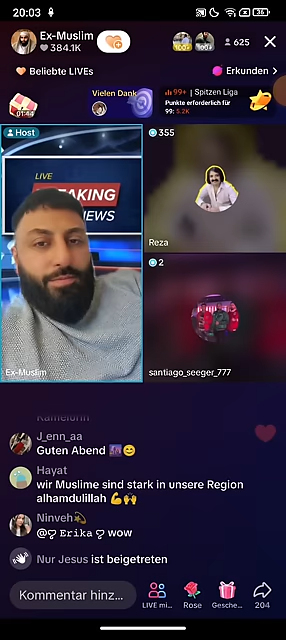 20:03
36
Ex-Muslim
384.1K
100+
100+
625
Beliebte LIVEs
Erkunden
01:44
Vielen Dank
99+ | Spitzen Liga
Punkte erforderlich für
99: 5.2K
Host
355
LIVE
BREAKING
NEWS
Reza
2
Ex-Muslim
santiago_seeger_777
J_enn_aa
Guten Abend
Hayat
wir Muslime sind stark in unsere Region
alhamdulillah
Ninveh
@ Erika wow
Nur Jesus ist beigetreten
Kommentar hinz...
LIVE mi...
Rose
Gesche...
204